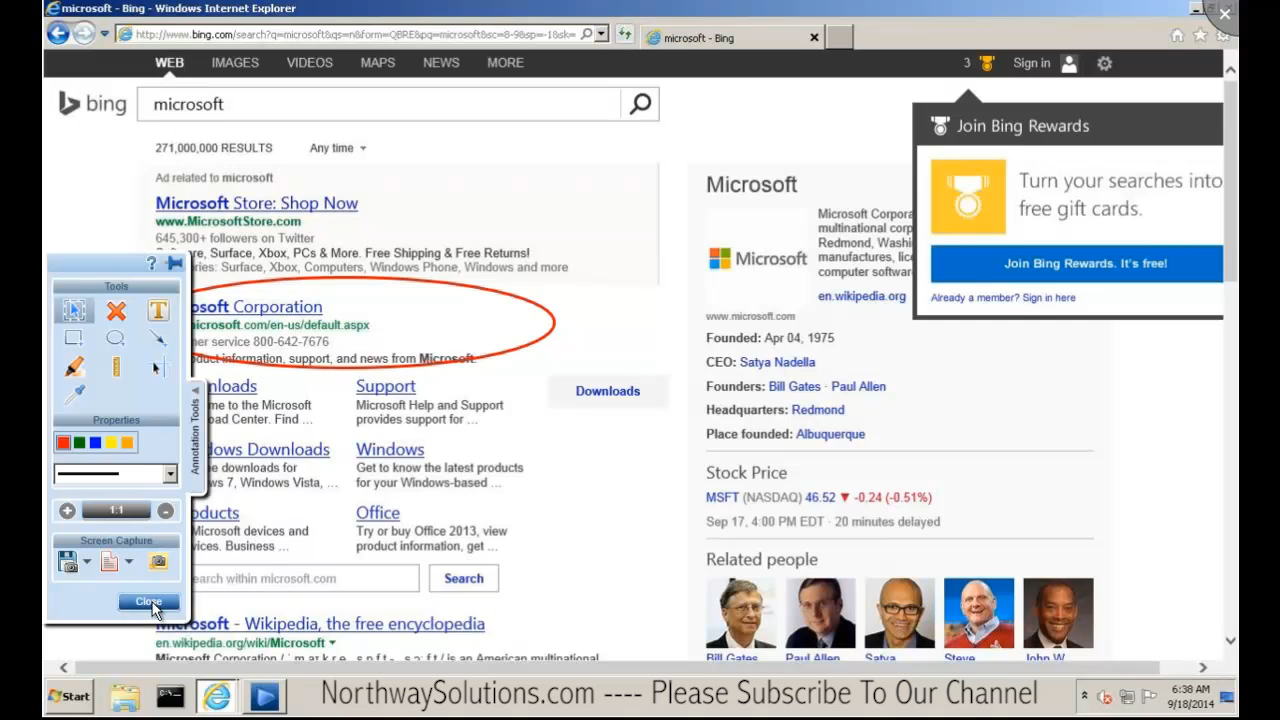 microsoft - Bing - Windows Internet Explorer
http://www.bing.com/search?q=microsoft&qs=n&form=QBRE&pq=microsoft&sc=8-9&sp=-1&sk=
microsoft - Bing
WEB IMAGES VIDEOS MAPS NEWS MORE
3 Sign in
bing
microsoft
Join Bing Rewards
271,000,000 RESULTS Any time
Ad related to microsoft
Microsoft Store: Shop Now
www.MicrosoftStore.com
645,300+ followers on Twitter
re, Surface, Xbox, PCs & More. Free Shipping & Free Returns!
ries: Surface, Xbox, Computers, Windows Phone, Windows and more
osoft Corporation
icrosoft.com/en-us/default.aspx
er service 800-642-7676
duct information, support, and news from Microsoft.
nloads
me to the Microsoft
oad Center. Find ...
Support
Microsoft Help and Support
provides support for ...
Downloads
ows Downloads
e downloads for
s 7, Windows Vista, ...
Windows
Get to know the latest products
for your Windows-based ...
oducts
Microsoft devices and
vices. Business ...
Office
Try or buy Office 2013, view
product information, get ...
earch within microsoft.com
Search
Microsoft - Wikipedia, the free encyclopedia
en.wikipedia.org/wiki/Microsoft
Microsoft Corporation
is an American multinational
Microsoft
Microsoft
Microsoft Corpora
multinational corp
Redmond, Washi
manufactures, lic
computer softwar
en.wikipedia.org
www.microsoft.com
Founded: Apr 04, 1975
CEO: Satya Nadella
Founders: Bill Gates · Paul Allen
Headquarters: Redmond
Place founded: Albuquerque
Stock Price
MSFT (NASDAQ) 46.52 ▼ -0.24 (-0.51%)
Sep 17, 4:00 PM EDT · 20 minutes delayed
Related people
Bill Gates Paul Allen Satya Steve John W.
Turn your searches into
free gift cards.
Join Bing Rewards. It's free!
Already a member? Sign in here
?
Tools
T
Annotation Tools
Properties
1:1
Screen Capture
Close
Start
NorthwaySolutions.com ---- Please Subscribe To Our Channel
6:38 AM
9/18/2014